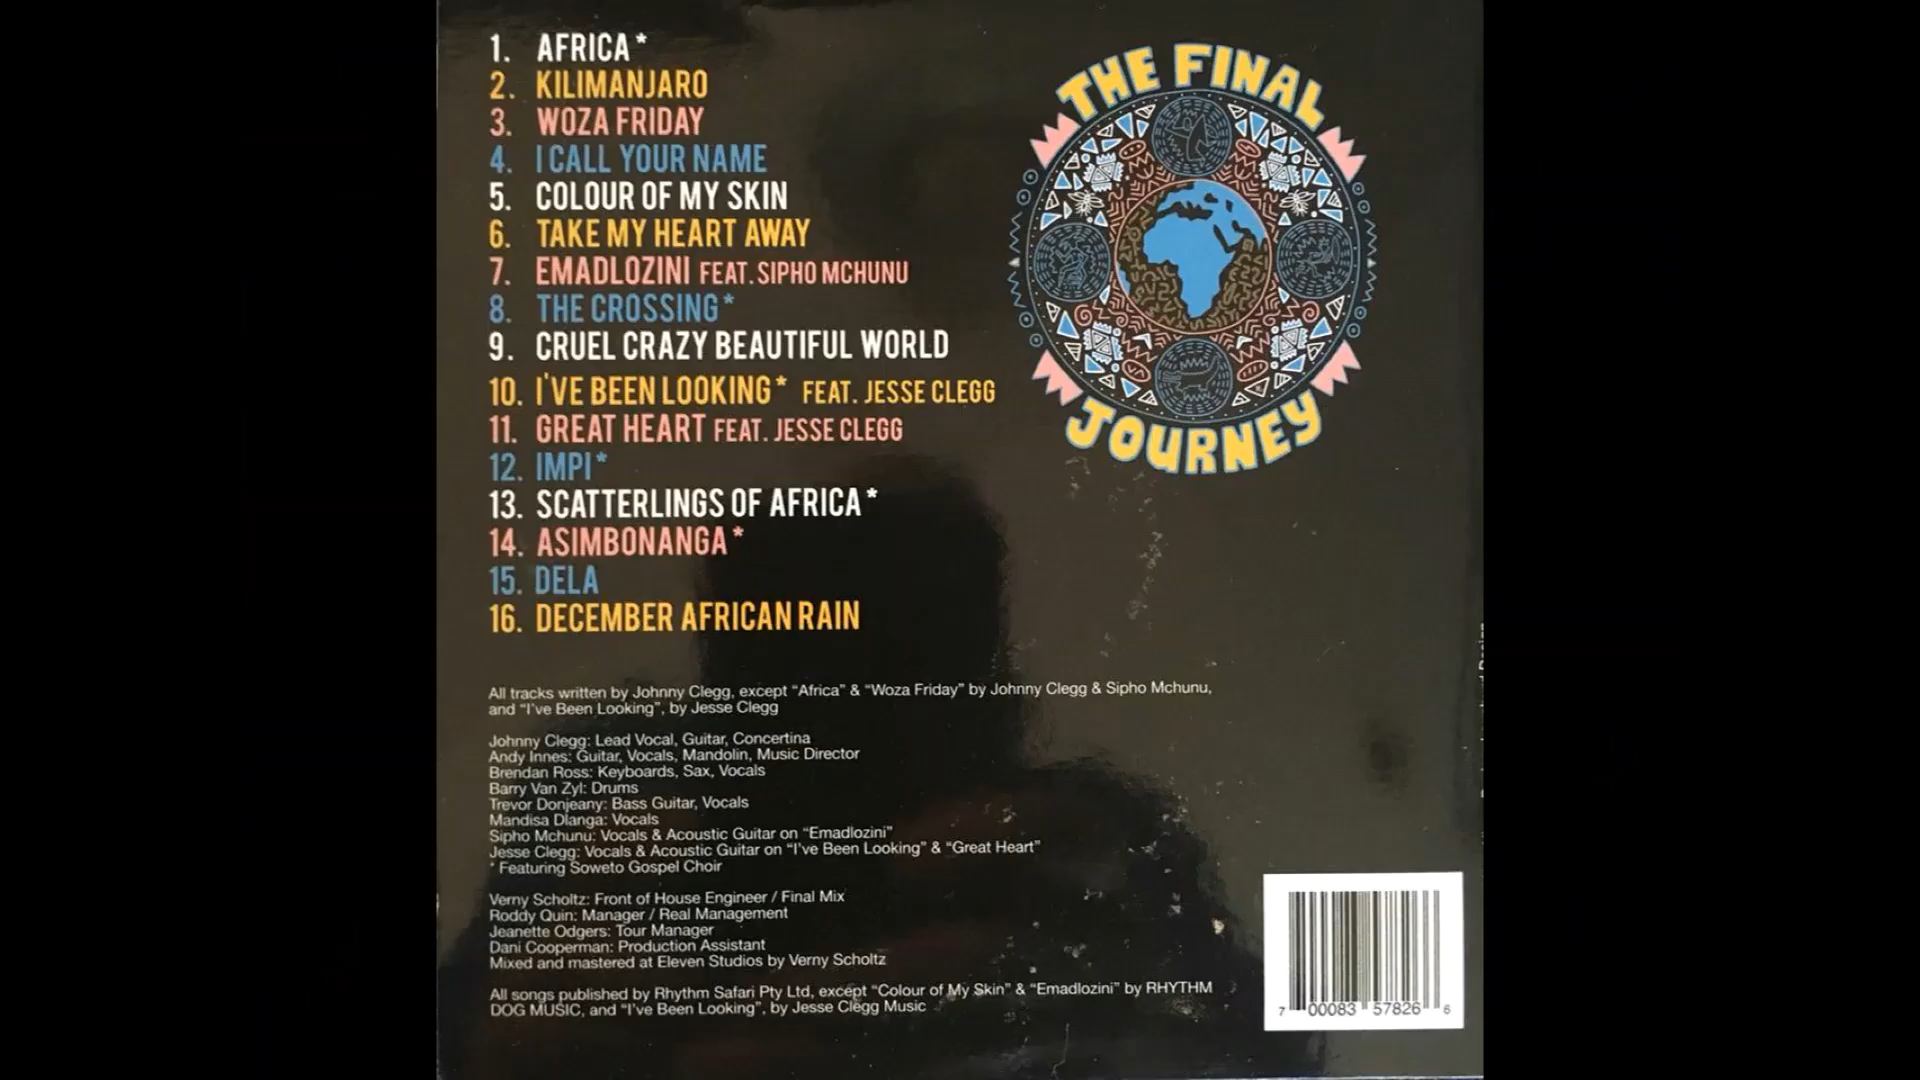 1. AFRICA*
2. KILIMANJARO
3. WOZA FRIDAY
4. I CALL YOUR NAME
5. COLOUR OF MY SKIN
6. TAKE MY HEART AWAY
7. EMADLOZINI FEAT. SIPHO MCHUNU
8. THE CROSSING*
9. CRUEL CRAZY BEAUTIFUL WORLD
10. I'VE BEEN LOOKING* FEAT. JESSE CLEGG
11. GREAT HEART FEAT. JESSE CLEGG
12. IMPI*
13. SCATTERLINGS OF AFRICA*
14. ASIMBONANGA*
15. DELA
16. DECEMBER AFRICAN RAIN
THE FINAL
JOURNEY
All tracks written by Johnny Clegg, except “Africa” & “Woza Friday” by Johnny Clegg & Sipho Mchunu,
and “I’ve Been Looking”, by Jesse Clegg
Johnny Clegg: Lead Vocal, Guitar, Concertina
Andy Innes: Guitar, Vocals, Mandolin, Music Director
Brendan Ross: Keyboards, Sax, Vocals
Barry Van Zyl: Drums
Trevor Donjeany: Bass Guitar, Vocals
Mandisa Dlanga: Vocals
Sipho Mchunu: Vocals & Acoustic Guitar on “Emadlozini”
Jesse Clegg: Vocals & Acoustic Guitar on “I’ve Been Looking” & “Great Heart”
* Featuring Soweto Gospel Choir
Verny Scholtz: Front of House Engineer / Final Mix
Roddy Quin: Manager / Real Management
Jeanette Odgers: Tour Manager
Dani Cooperman: Production Assistant
Mixed and mastered at Eleven Studios by Verny Scholtz
All songs published by Rhythm Safari Pty Ltd, except “Colour of My Skin” & “Emadlozini” by RHYTHM
DOG MUSIC, and “I’ve Been Looking”, by Jesse Clegg Music
7 00083 57826 6